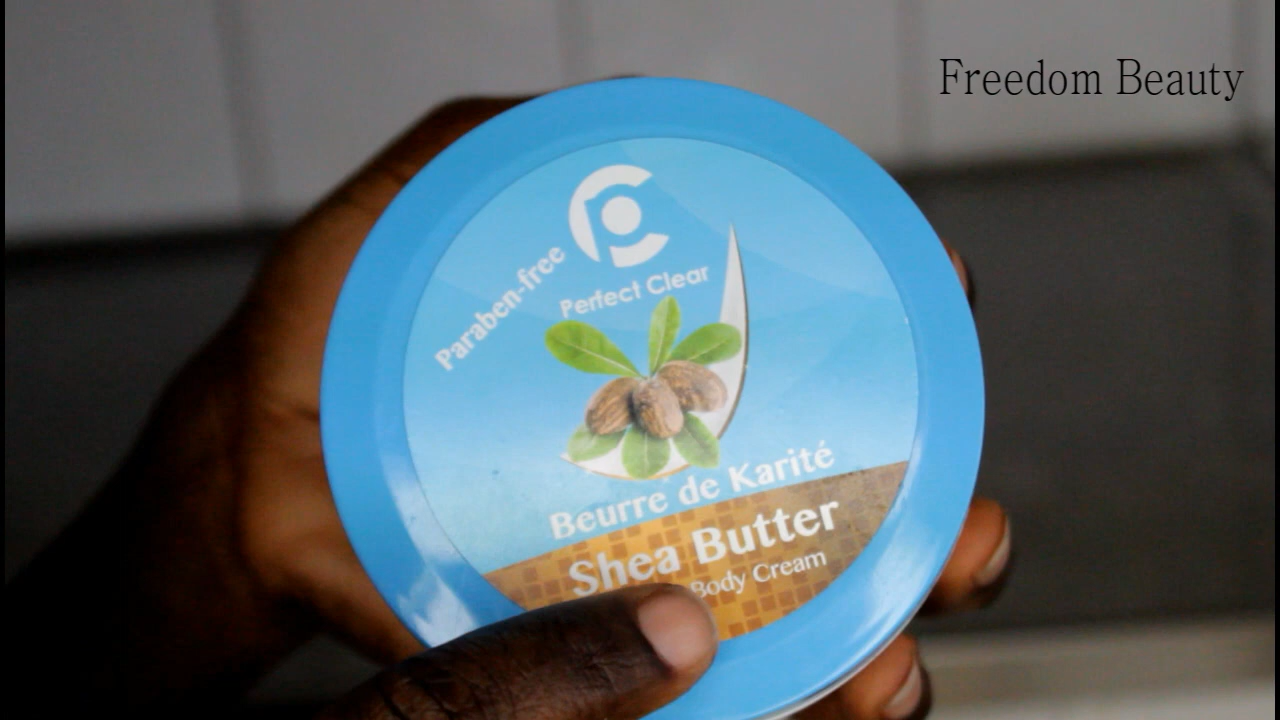 Freedom Beauty
Paraben-free
Perfect Clear
Beurre de Karité
Shea Butter
Body Cream